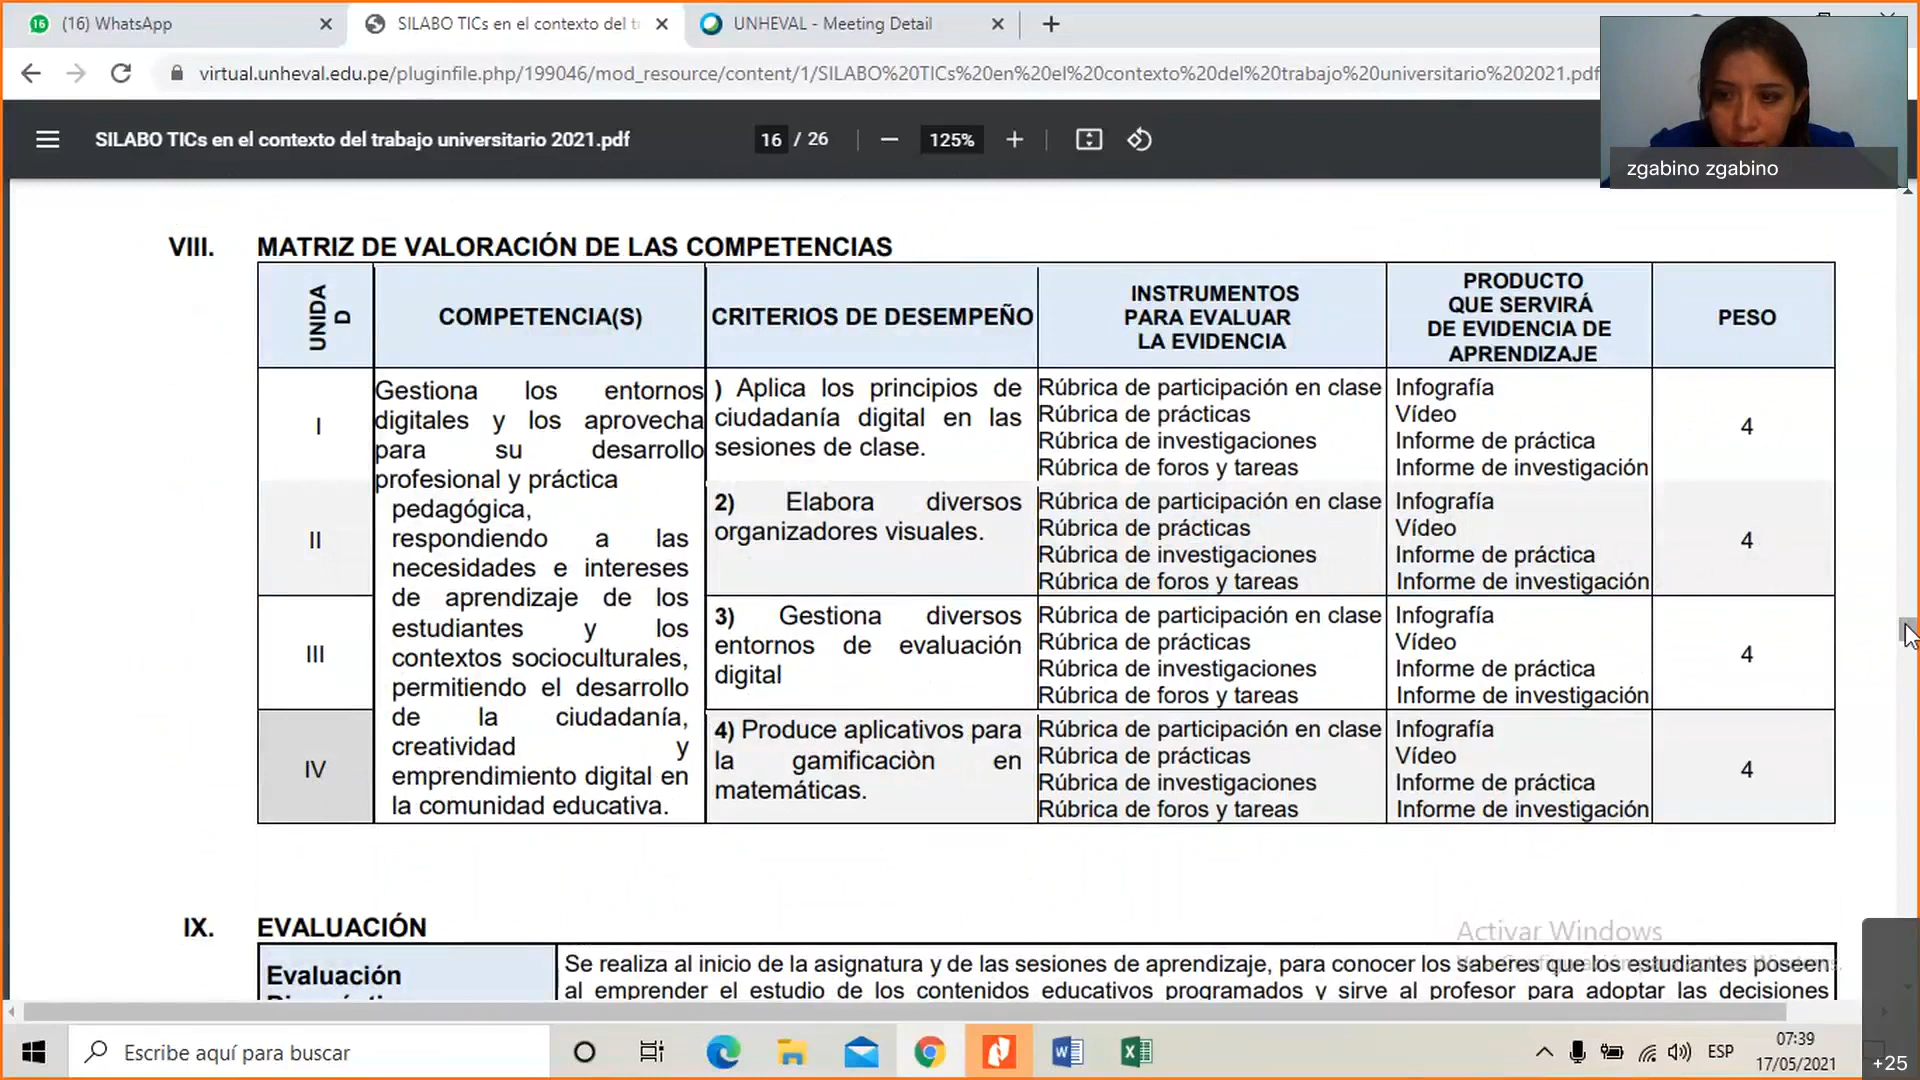 (16) WhatsApp
SILABO TICs en el contexto del t
UNHEVAL - Meeting Detail
virtual.unheval.edu.pe/pluginfile.php/199046/mod_resource/content/1/SILABO%20TICs%20en%20el%20contexto%20del%20trabajo%20universitario%202021.pdf
zgabino zgabino
SILABO TICs en el contexto del trabajo universitario 2021.pdf
16 / 26
125%
VIII. MATRIZ DE VALORACIÓN DE LAS COMPETENCIAS
UNIDA
D
COMPETENCIA(S)
CRITERIOS DE DESEMPEÑO
INSTRUMENTOS
PARA EVALUAR
LA EVIDENCIA
PRODUCTO
QUE SERVIRÁ
DE EVIDENCIA DE
APRENDIZAJE
PESO
I
Gestiona los entornos
digitales y los aprovecha
para su desarrollo
profesional y práctica
pedagógica,
respondiendo a las
necesidades e intereses
de aprendizaje de los
estudiantes y los
contextos socioculturales,
permitiendo el desarrollo
de la ciudadanía,
creatividad y
emprendimiento digital en
la comunidad educativa.
) Aplica los principios de
ciudadanía digital en las
sesiones de clase.
Rúbrica de participación en clase
Rúbrica de prácticas
Rúbrica de investigaciones
Rúbrica de foros y tareas
Infografía
Vídeo
Informe de práctica
Informe de investigación
4
II
2) Elabora diversos
organizadores visuales.
Rúbrica de participación en clase
Rúbrica de prácticas
Rúbrica de investigaciones
Rúbrica de foros y tareas
Infografía
Vídeo
Informe de práctica
Informe de investigación
4
III
3) Gestiona diversos
entornos de evaluación
digital
Rúbrica de participación en clase
Rúbrica de prácticas
Rúbrica de investigaciones
Rúbrica de foros y tareas
Infografía
Vídeo
Informe de práctica
Informe de investigación
4
IV
4) Produce aplicativos para
la gamificaciòn en
matemáticas.
Rúbrica de participación en clase
Rúbrica de prácticas
Rúbrica de investigaciones
Rúbrica de foros y tareas
Infografía
Vídeo
Informe de práctica
Informe de investigación
4
IX. EVALUACIÓN
Evaluación
Se realiza al inicio de la asignatura y de las sesiones de aprendizaje, para conocer los saberes que los estudiantes poseen
al emprender el estudio de los contenidos educativos programados y sirve al profesor para adoptar las decisiones
Activar Windows
Escribe aquí para buscar
ESP
07:39
17/05/2021
+25